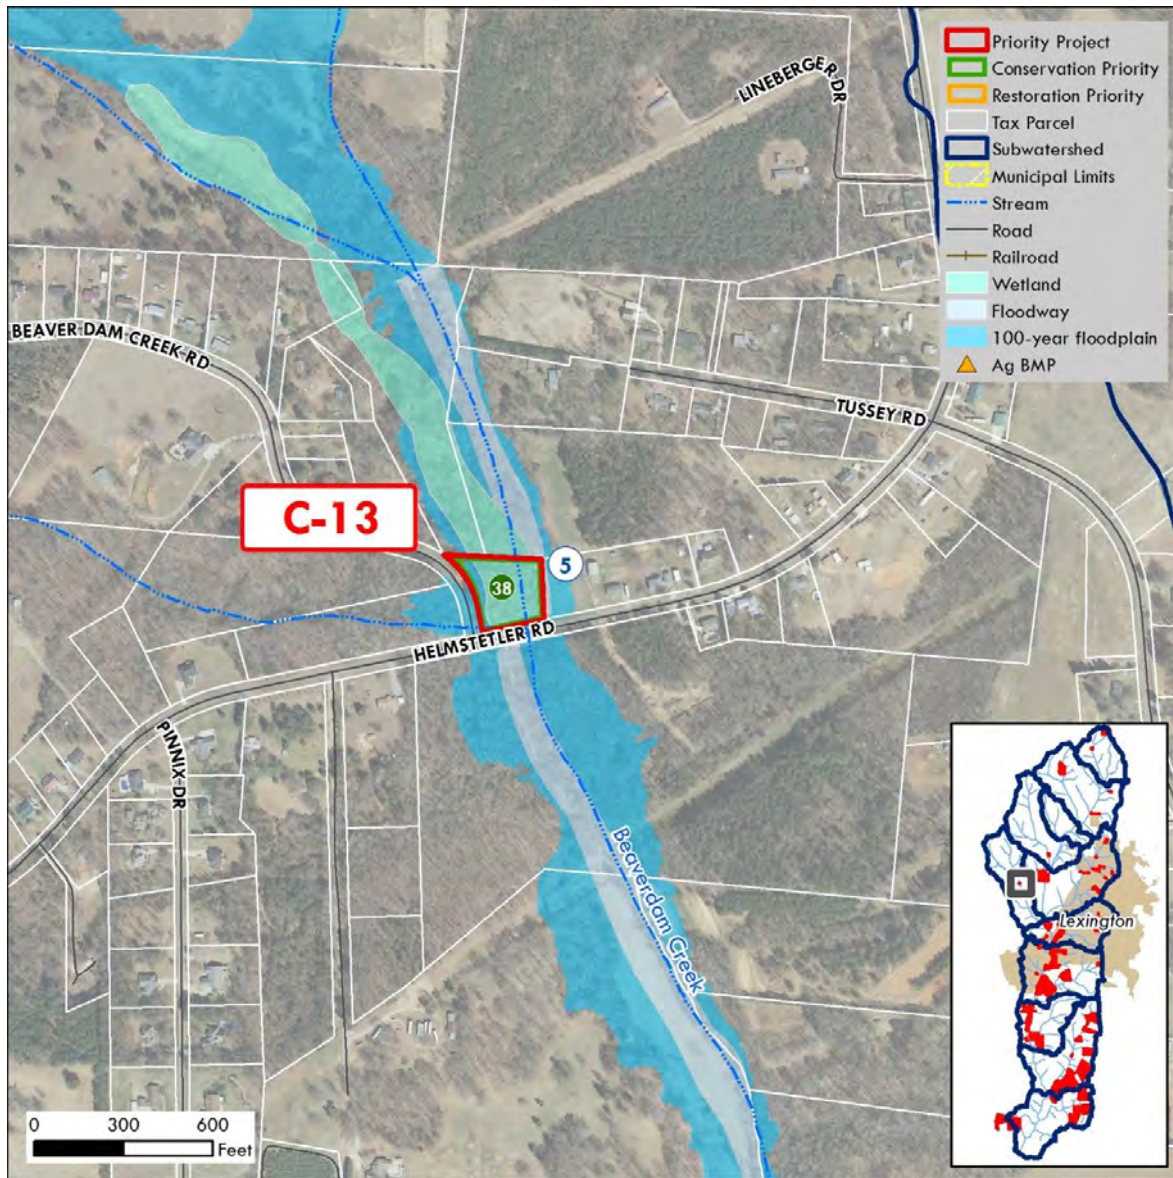 Priority Project
Conservation Priority
Restoration Priority
Tax Parcel
Subwatershed
Municipal Limits
Stream
Road
Railroad
Wetland
Floodway
100-year floodplain
Ag BMP
LINEBERGER DR
BEAVER DAM CREEK RD
TUSSEY RD
C-13
5
38
HELMSTETLER RD
PINNIX DR
Beaverdam Creek
Lexington
0 300 600
Feet